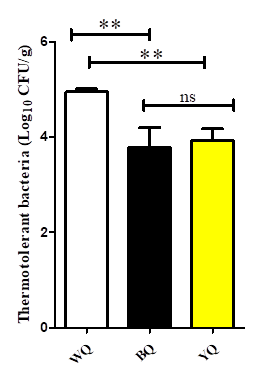 **
**
ns
Thermotolerant bacteria (Log10 CFU/g)
6
4
2
0
WQ
BQ
YQ